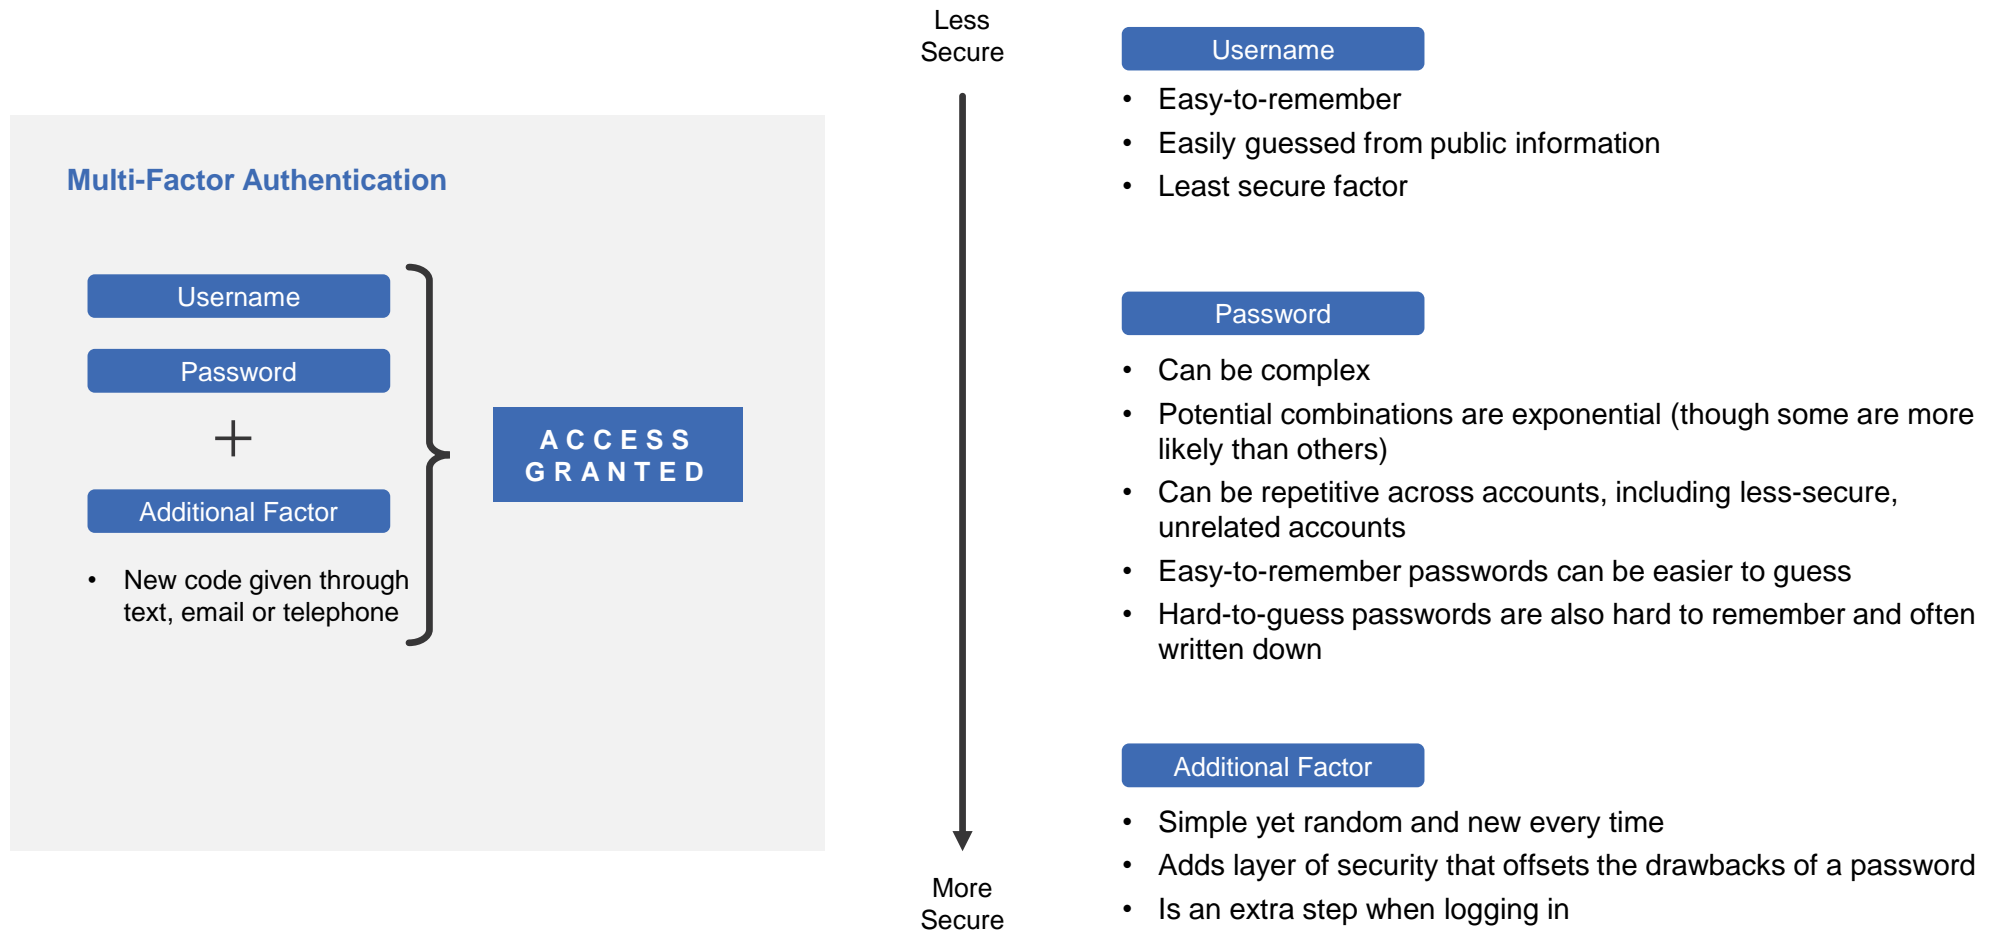 Multi-Factor Authentication
Username
Password
+
Additional Factor
• New code given through
text, email or telephone
ACCESS
GRANTED
Less
Secure
More
Secure
Username
• Easy-to-remember
• Easily guessed from public information
• Least secure factor
Password
• Can be complex
• Potential combinations are exponential (though some are more
likely than others)
• Can be repetitive across accounts, including less-secure,
unrelated accounts
• Easy-to-remember passwords can be easier to guess
• Hard-to-guess passwords are also hard to remember and often
written down
Additional Factor
• Simple yet random and new every time
• Adds layer of security that offsets the drawbacks of a password
• Is an extra step when logging in